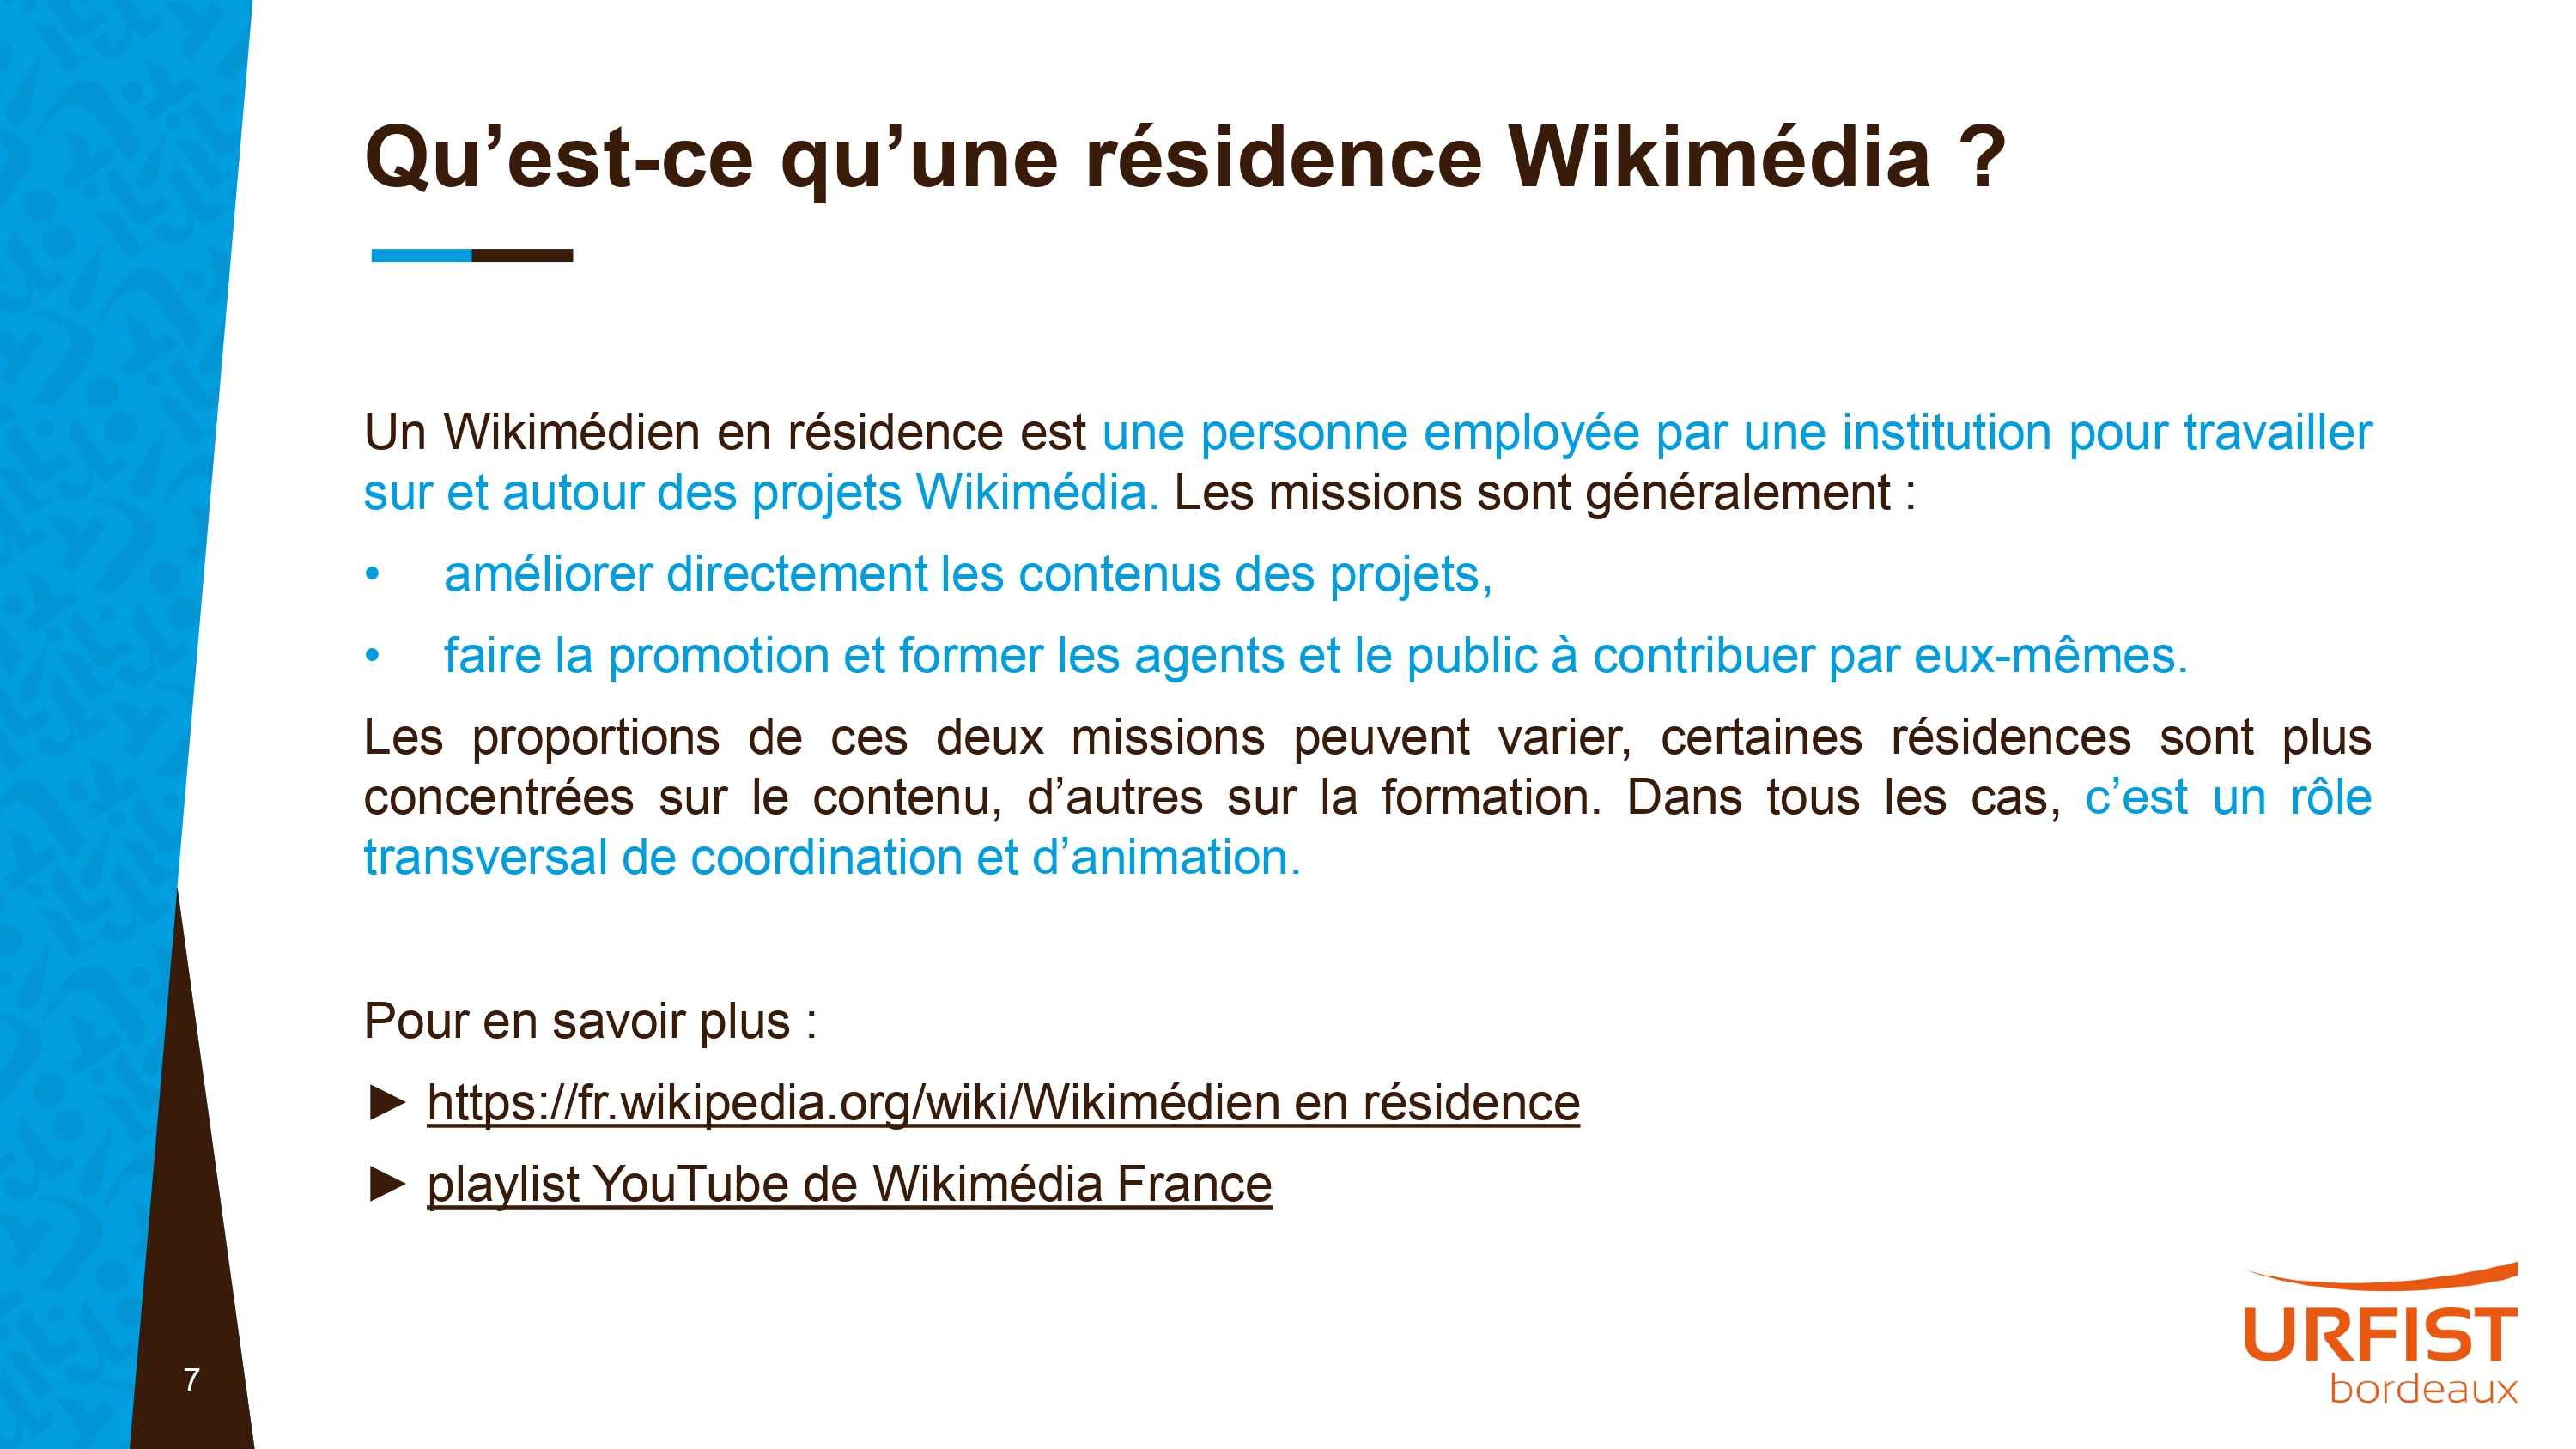 Qu’est-ce qu’une résidence Wikimédia ?
Un Wikimédien en résidence est une personne employée par une institution pour travailler
sur et autour des projets Wikimédia. Les missions sont généralement :
• améliorer directement les contenus des projets,
• faire la promotion et former les agents et le public à contribuer par eux-mêmes.
Les proportions de ces deux missions peuvent varier, certaines résidences sont plus
concentrées sur le contenu, d’autres sur la formation. Dans tous les cas, c’est un rôle
transversal de coordination et d’animation.
Pour en savoir plus :
► https://fr.wikipedia.org/wiki/Wikimédien en résidence
► playlist YouTube de Wikimédia France
7
URFIST
bordeaux